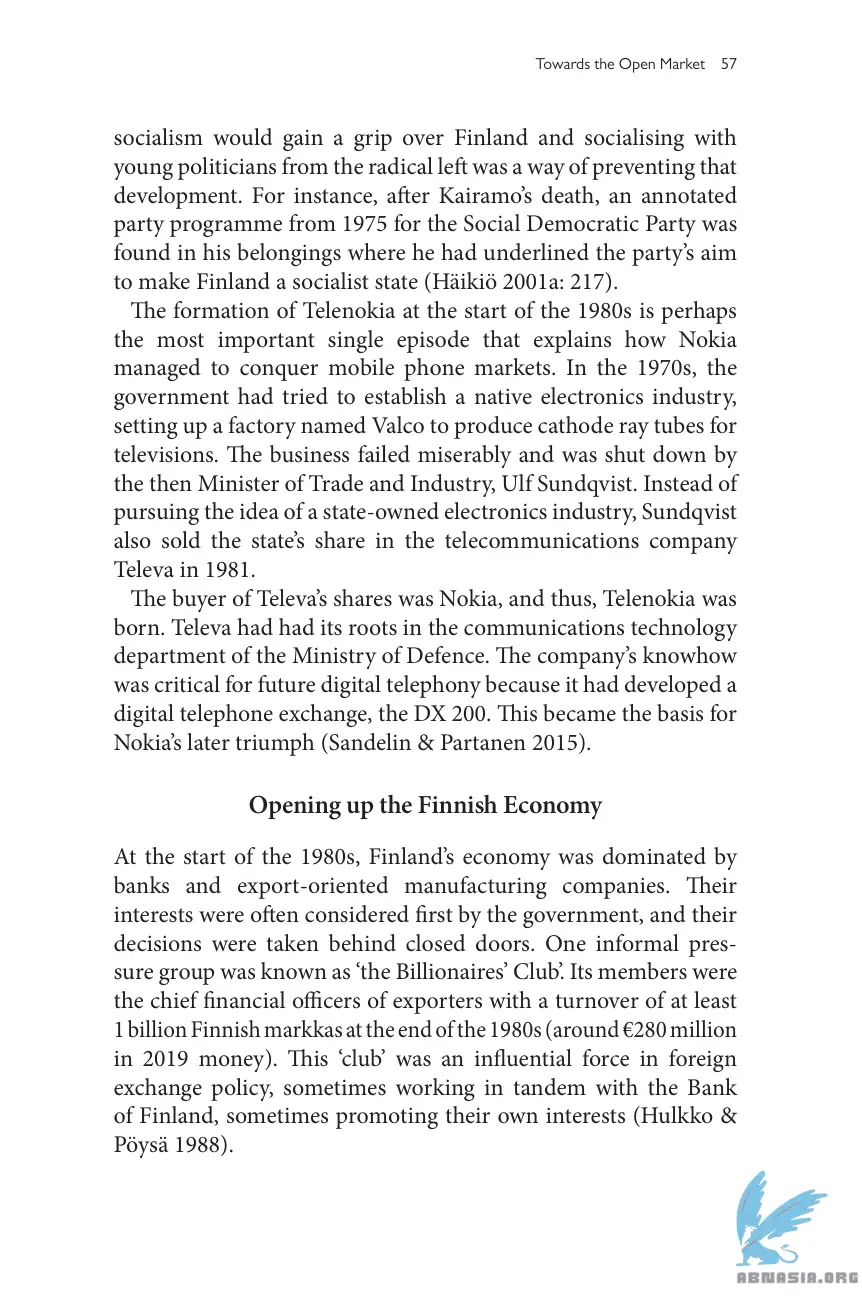 Towards the Open Market 57
socialism would gain a grip over Finland and socialising with
young politicians from the radical left was a way of preventing that
development. For instance, after Kairamo’s death, an annotated
party programme from 1975 for the Social Democratic Party was
found in his belongings where he had underlined the party’s aim
to make Finland a socialist state (Häikiö 2001a: 217).
The formation of Telenokia at the start of the 1980s is perhaps
the most important single episode that explains how Nokia
managed to conquer mobile phone markets. In the 1970s, the
government had tried to establish a native electronics industry,
setting up a factory named Valco to produce cathode ray tubes for
televisions. The business failed miserably and was shut down by
the then Minister of Trade and Industry, Ulf Sundqvist. Instead of
pursuing the idea of a state-owned electronics industry, Sundqvist
also sold the state’s share in the telecommunications company
Televa in 1981.
The buyer of Televa’s shares was Nokia, and thus, Telenokia was
born. Televa had had its roots in the communications technology
department of the Ministry of Defence. The company’s knowhow
was critical for future digital telephony because it had developed a
digital telephone exchange, the DX 200. This became the basis for
Nokia’s later triumph (Sandelin & Partanen 2015).
Opening up the Finnish Economy
At the start of the 1980s, Finland’s economy was dominated by
banks and export-oriented manufacturing companies. Their
interests were often considered first by the government, and their
decisions were taken behind closed doors. One informal pres-
sure group was known as ‘the Billionaires’ Club’. Its members were
the chief financial officers of exporters with a turnover of at least
1 billion Finnish markkas at the end of the 1980s (around €280 million
in 2019 money). This ‘club’ was an influential force in foreign
exchange policy, sometimes working in tandem with the Bank
of Finland, sometimes promoting their own interests (Hulkko &
Pöysä 1988).
ABNASIA.ORG